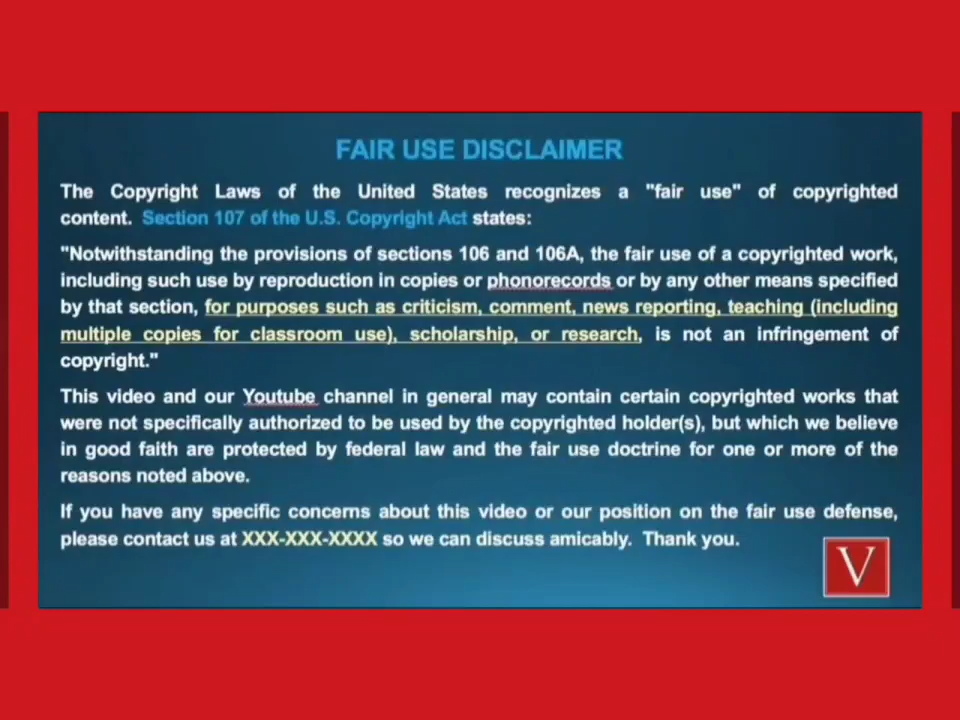 FAIR USE DISCLAIMER
The Copyright Laws of the United States recognizes a "fair use" of copyrighted
content. Section 107 of the U.S. Copyright Act states:
"Notwithstanding the provisions of sections 106 and 106A, the fair use of a copyrighted work,
including such use by reproduction in copies or phonorecords or by any other means specified
by that section, for purposes such as criticism, comment, news reporting, teaching (including
multiple copies for classroom use), scholarship, or research, is not an infringement of
copyright."
This video and our Youtube channel in general may contain certain copyrighted works that
were not specifically authorized to be used by the copyrighted holder(s), but which we believe
in good faith are protected by federal law and the fair use doctrine for one or more of the
reasons noted above.
If you have any specific concerns about this video or our position on the fair use defense,
please contact us at XXX-XXX-XXXX so we can discuss amicably. Thank you.
V